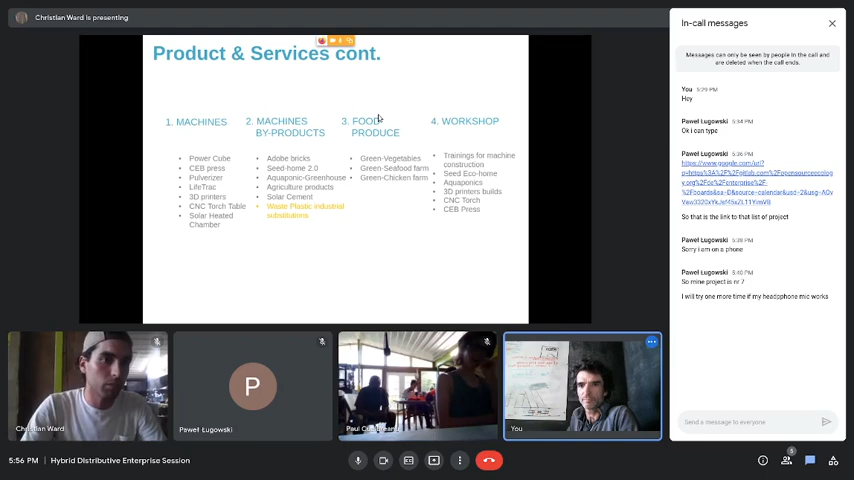 Christian Ward is presenting
Product & Services cont.
1. MACHINES
Power Cube
CEB press
Pulverizer
LifeTrac
3D printers
CNC Torch Table
Solar Heated
Chamber
2. MACHINES
BY-PRODUCTS
Adobe bricks
Seed-home 2.0
Aquaponic-Greenhouse
Agriculture products
Solar Cement
Waste Plastic industrial
substitutions
3. FOOD
PRODUCE
Green-Vegetables
Green-Seafood farm
Green-Chicken farm
4. WORKSHOP
Trainings for machine
construction
Seed Eco-home
Aquaponics
3D printers builds
CNC Torch
CEB Press
Christian Ward
P
Paweł Ługowski
Paul
You
5:56 PM | Hybrid Distributive Enterprise Session
In-call messages
Messages can only be seen by people in the call and
are deleted when the call ends.
You 5:29 PM
Hey
Paweł Ługowski 5:34 PM
Ok i can type
Paweł Ługowski 5:36 PM
https://www.google.com/url?
So that is the link to that list of project
Paweł Ługowski 5:38 PM
Sorry i am on a phone
Paweł Ługowski 5:40 PM
So mine project is nr 7
I will try one more time if my headpphone mic works
Send a message to everyone
5